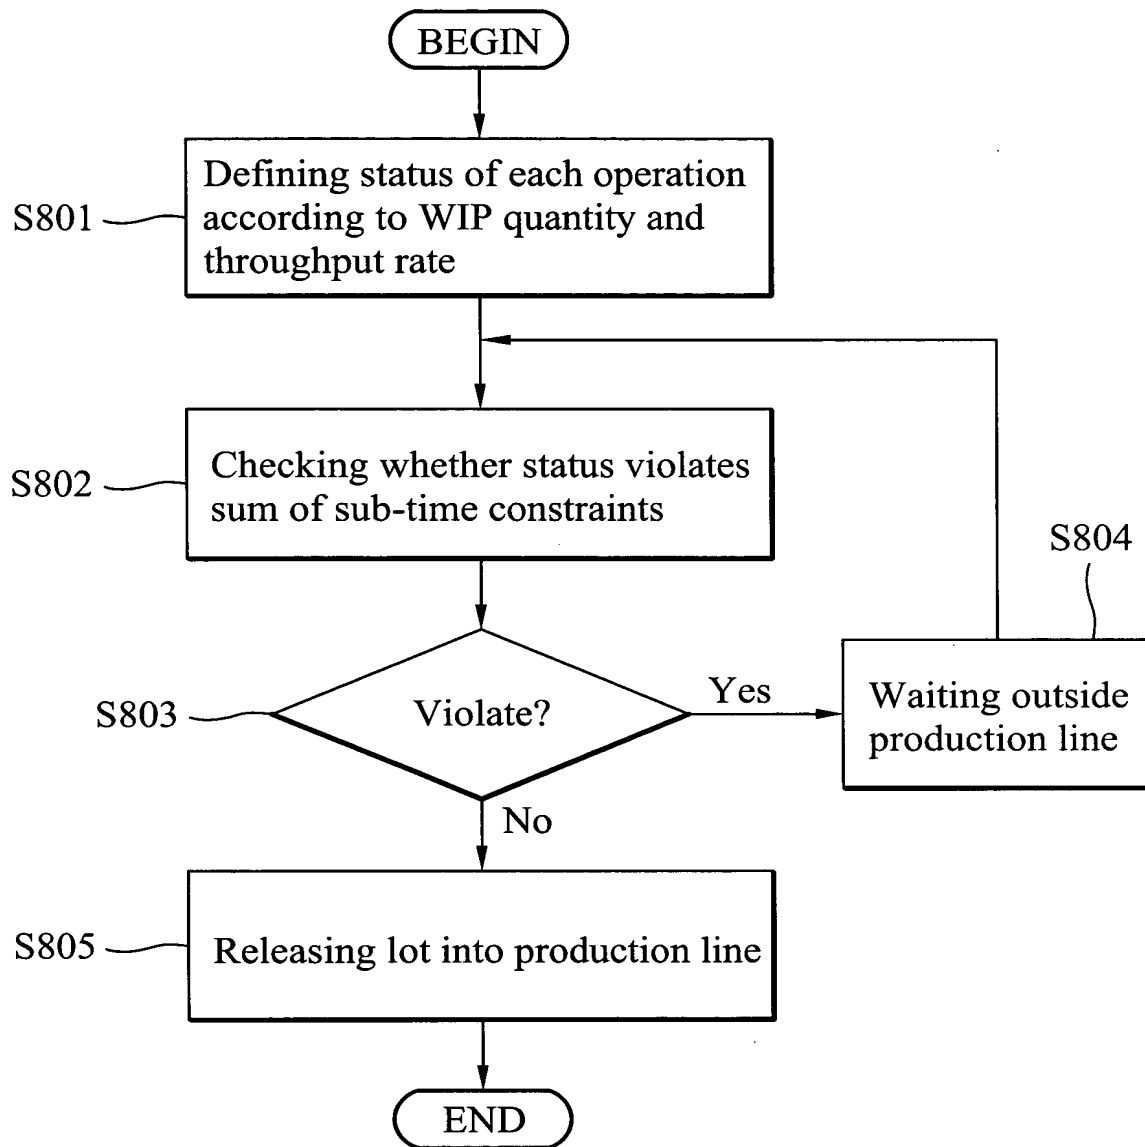 BEGIN
S801
Defining status of each operation
according to WIP quantity and
throughput rate
S802
Checking whether status violates
sum of sub-time constraints
S803
Violate?
Yes
S804
Waiting outside
production line
No
S805
Releasing lot into production line
END